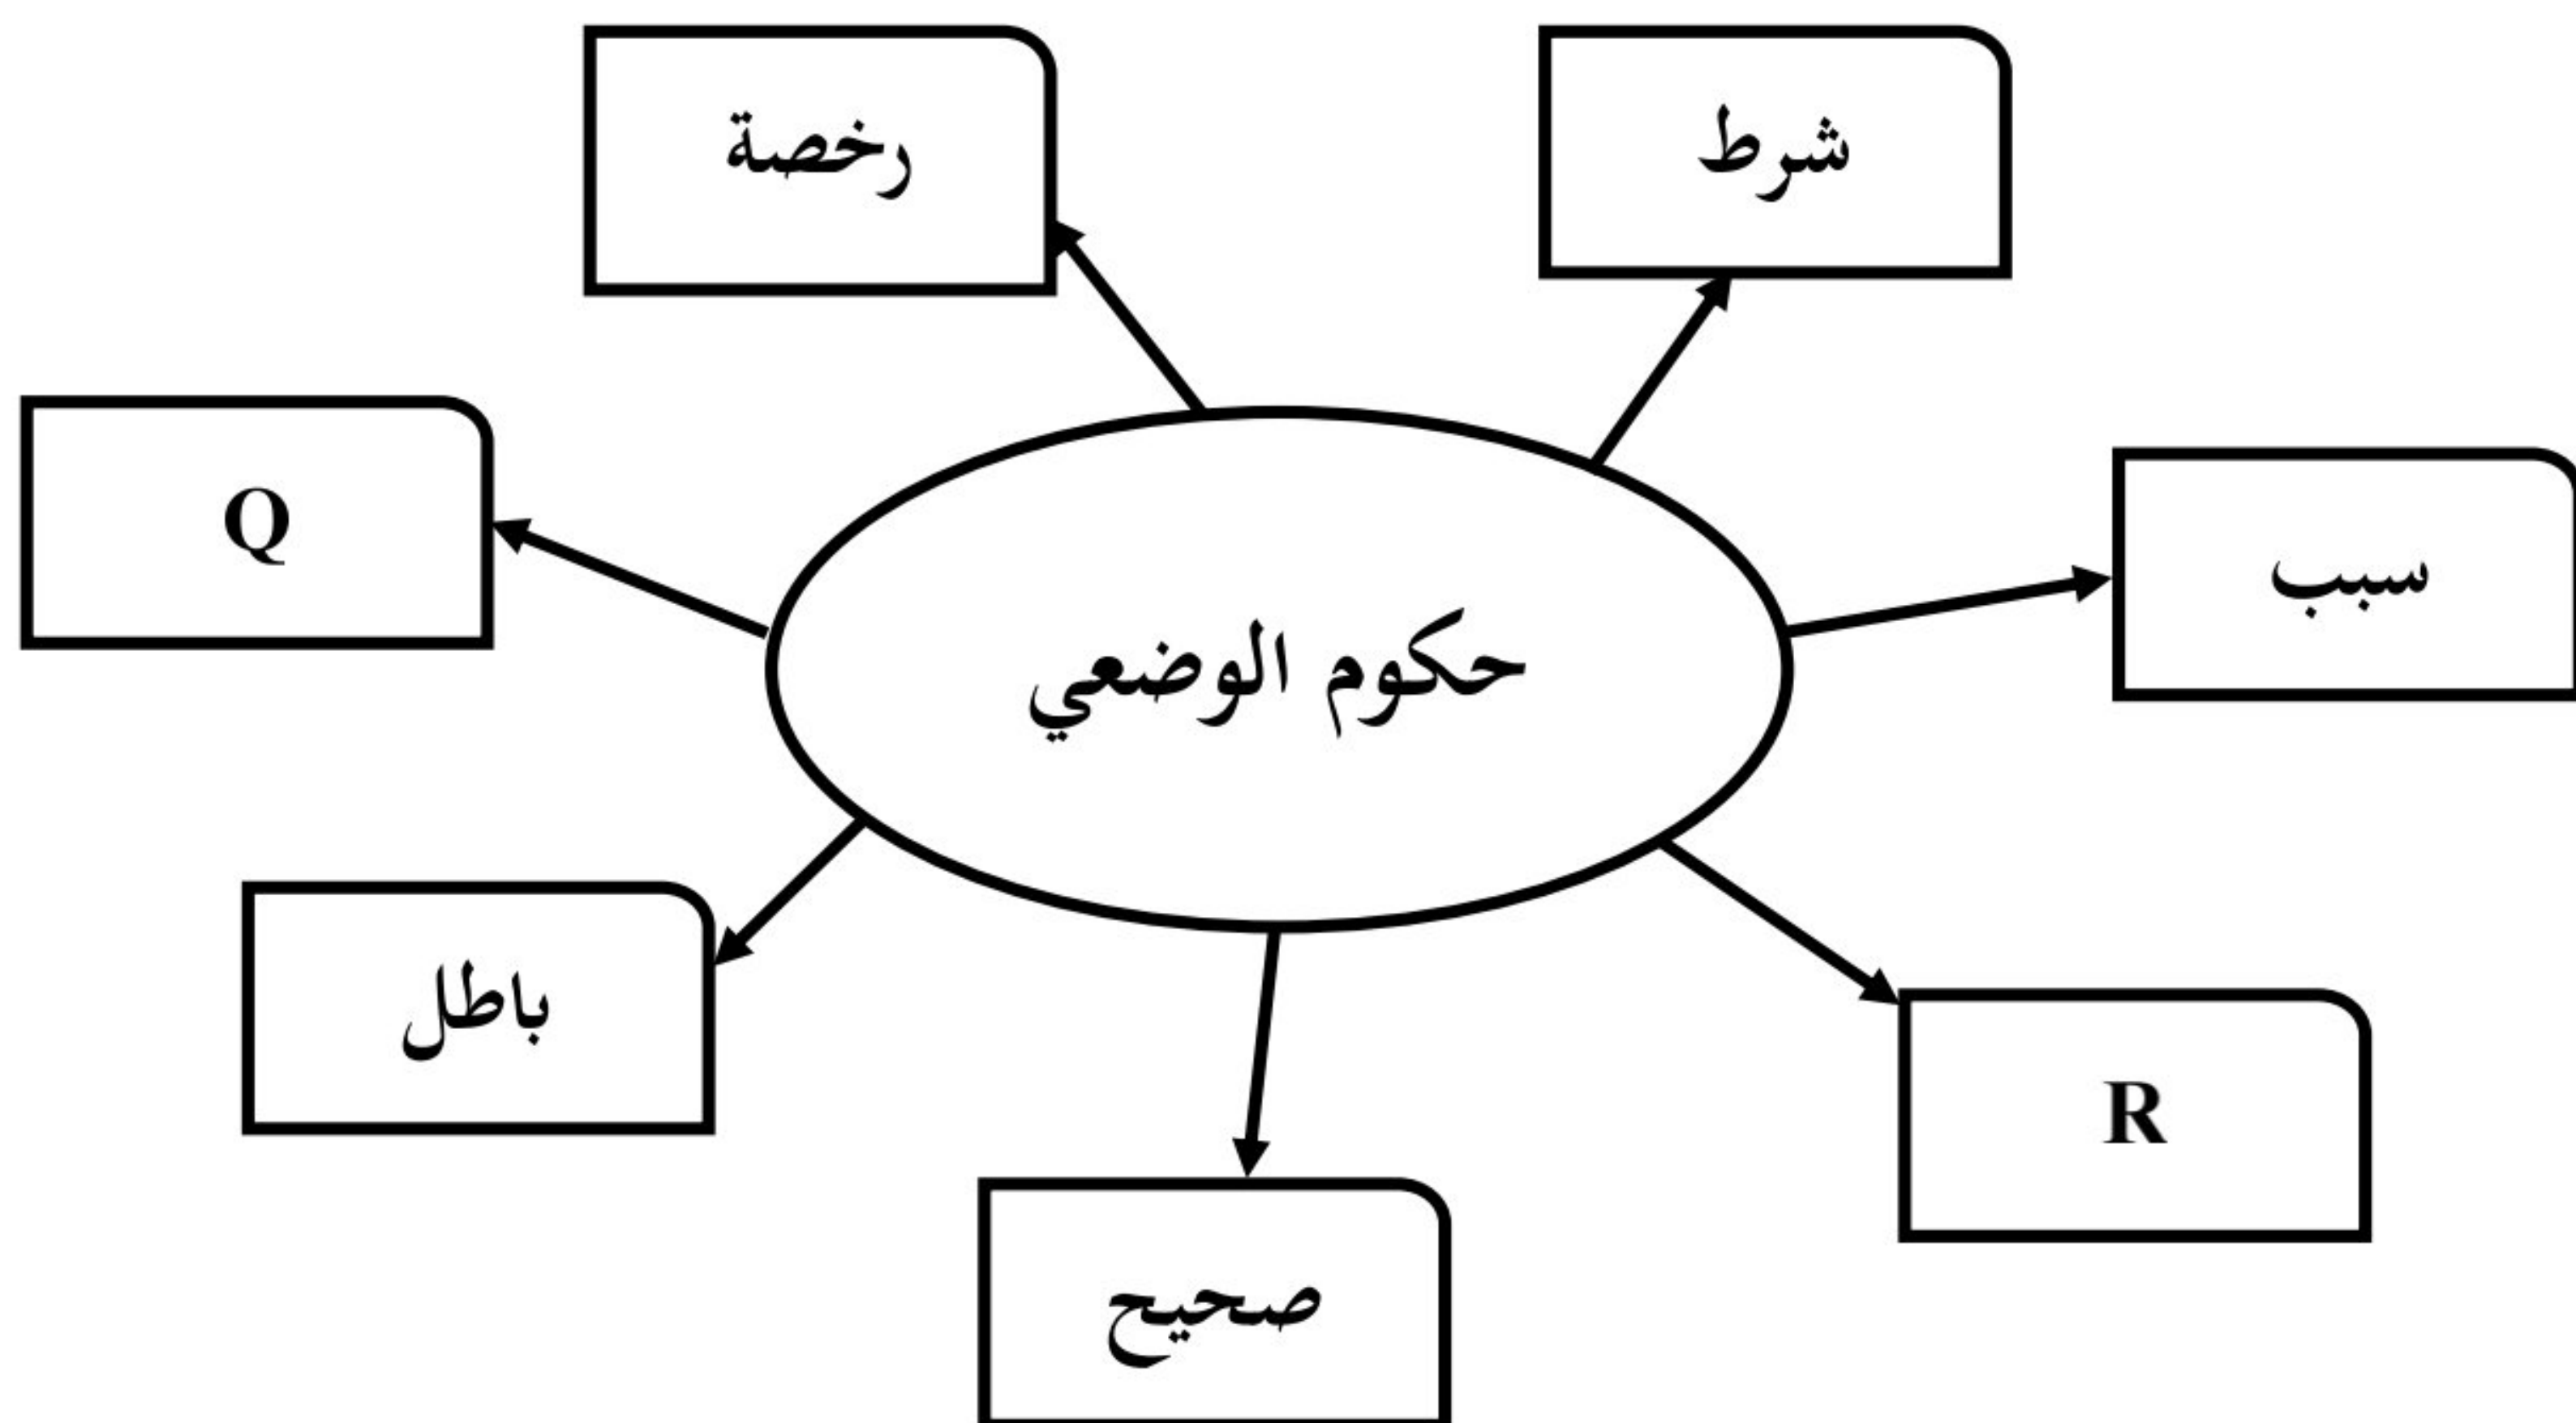 رخصة
شرط
Q
سبب
حكوم الوضعي
باطل
R
صحيح